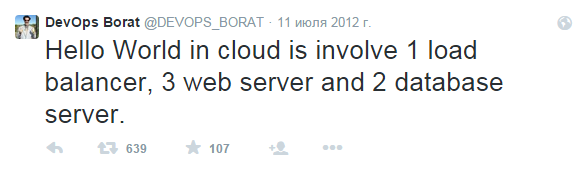 DevOps Borat @DEVOPS_BORAT · 11 июля 2012 г.
Hello World in cloud is involve 1 load
balancer, 3 web server and 2 database
server.
639 107